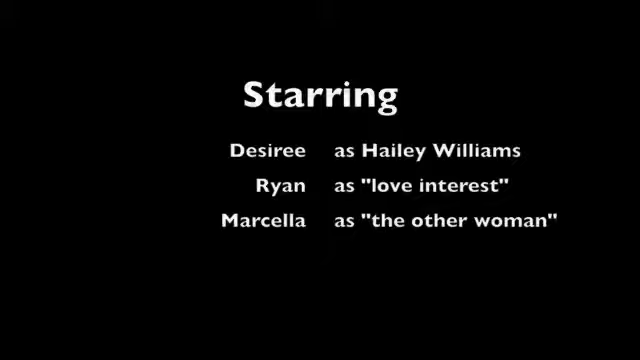 Starring
Desiree as Hailey Williams
Ryan as "love interest"
Marcella as "the other woman"